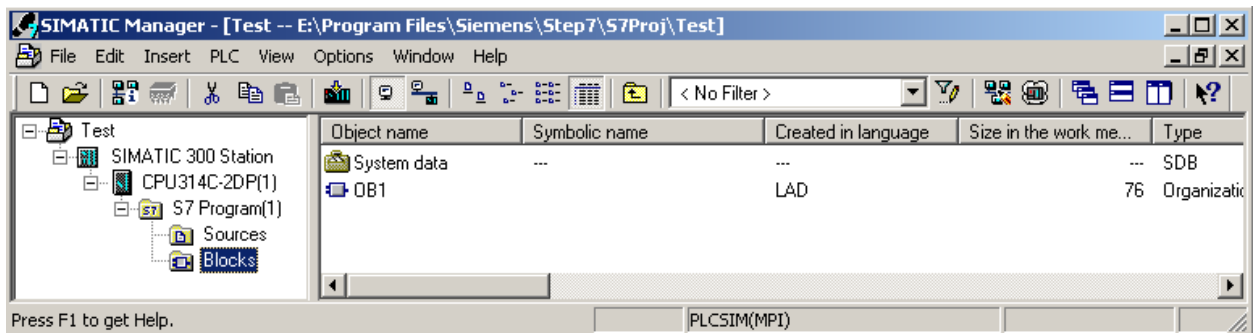 SIMATIC Manager - [Test -- E:\Program Files\Siemens\Step7\S7Proj\Test]
File Edit Insert PLC View Options Window Help
< No Filter >
Test
SIMATIC 300 Station
CPU314C-2DP(1)
S7 Program(1)
Sources
Blocks
Object name Symbolic name Created in language Size in the work me... Type
System data --- --- --- SDB
OB1 LAD 76 Organizatio
Press F1 to get Help. PLCSIM(MPI)